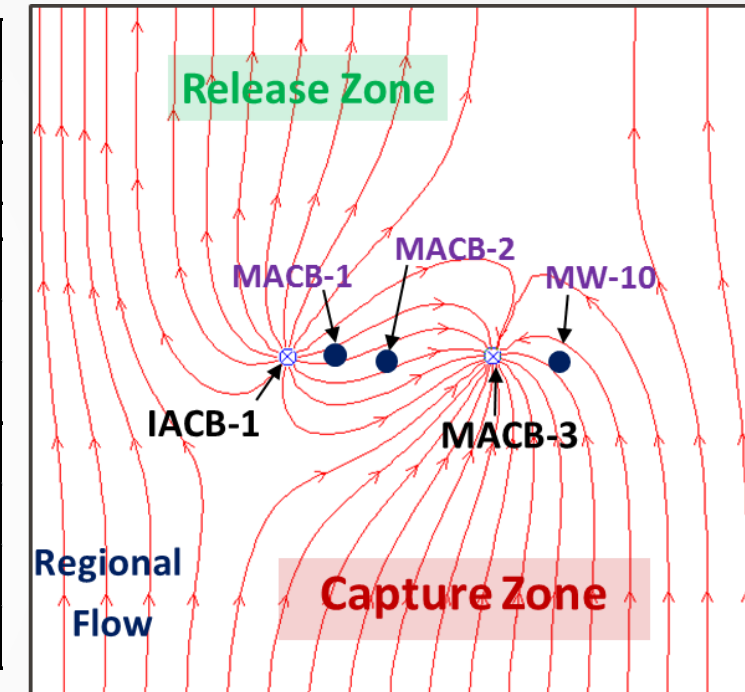 Release Zone
MACB-2
MACB-1
MW-10
IACB-1
MACB-3
Regional
Flow
Capture Zone